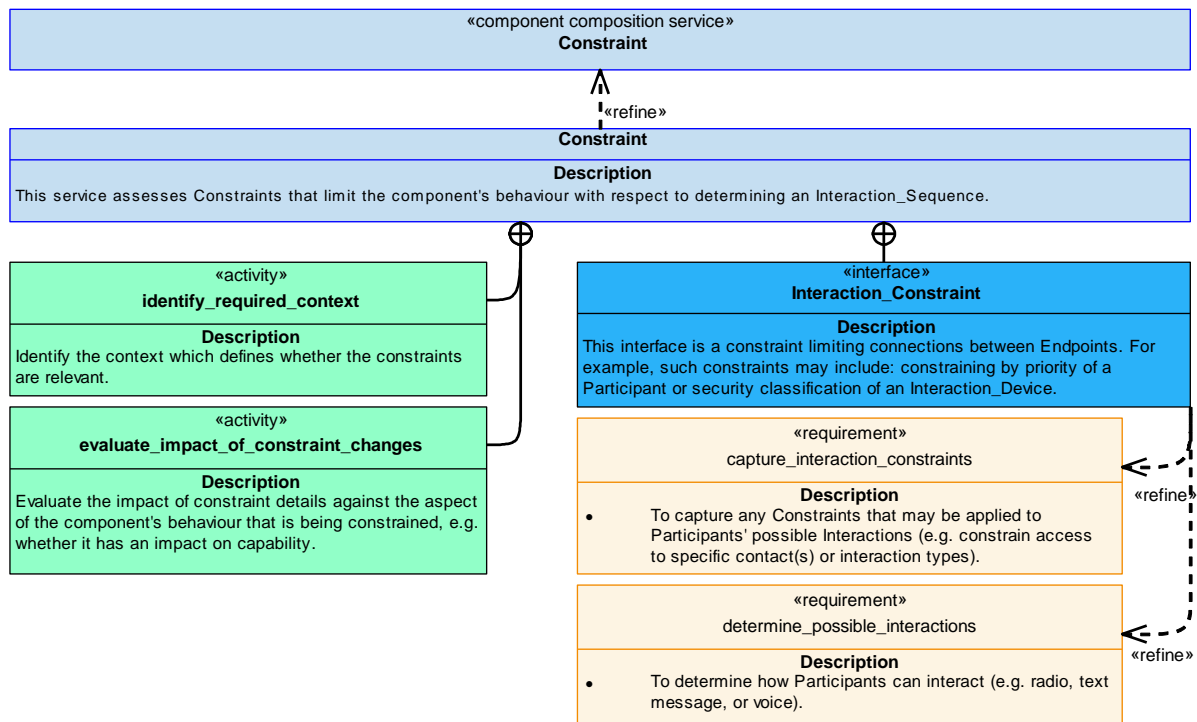 «component composition service»
Constraint
«refine»
Constraint
Description
This service assesses Constraints that limit the component's behaviour with respect to determining an Interaction_Sequence.
«activity»
identify_required_context
Description
Identify the context which defines whether the constraints
are relevant.
«activity»
evaluate_impact_of_constraint_changes
Description
Evaluate the impact of constraint details against the aspect
of the component's behaviour that is being constrained, e.g.
whether it has an impact on capability.
«interface»
Interaction_Constraint
Description
This interface is a constraint limiting connections between Endpoints. For
example, such constraints may include: constraining by priority of a
Participant or security classification of an Interaction_Device.
«requirement»
capture_interaction_constraints
Description
• To capture any Constraints that may be applied to
Participants' possible Interactions (e.g. constrain access
to specific contact(s) or interaction types).
«refine»
«requirement»
determine_possible_interactions
Description
• To determine how Participants can interact (e.g. radio, text
message, or voice).
«refine»